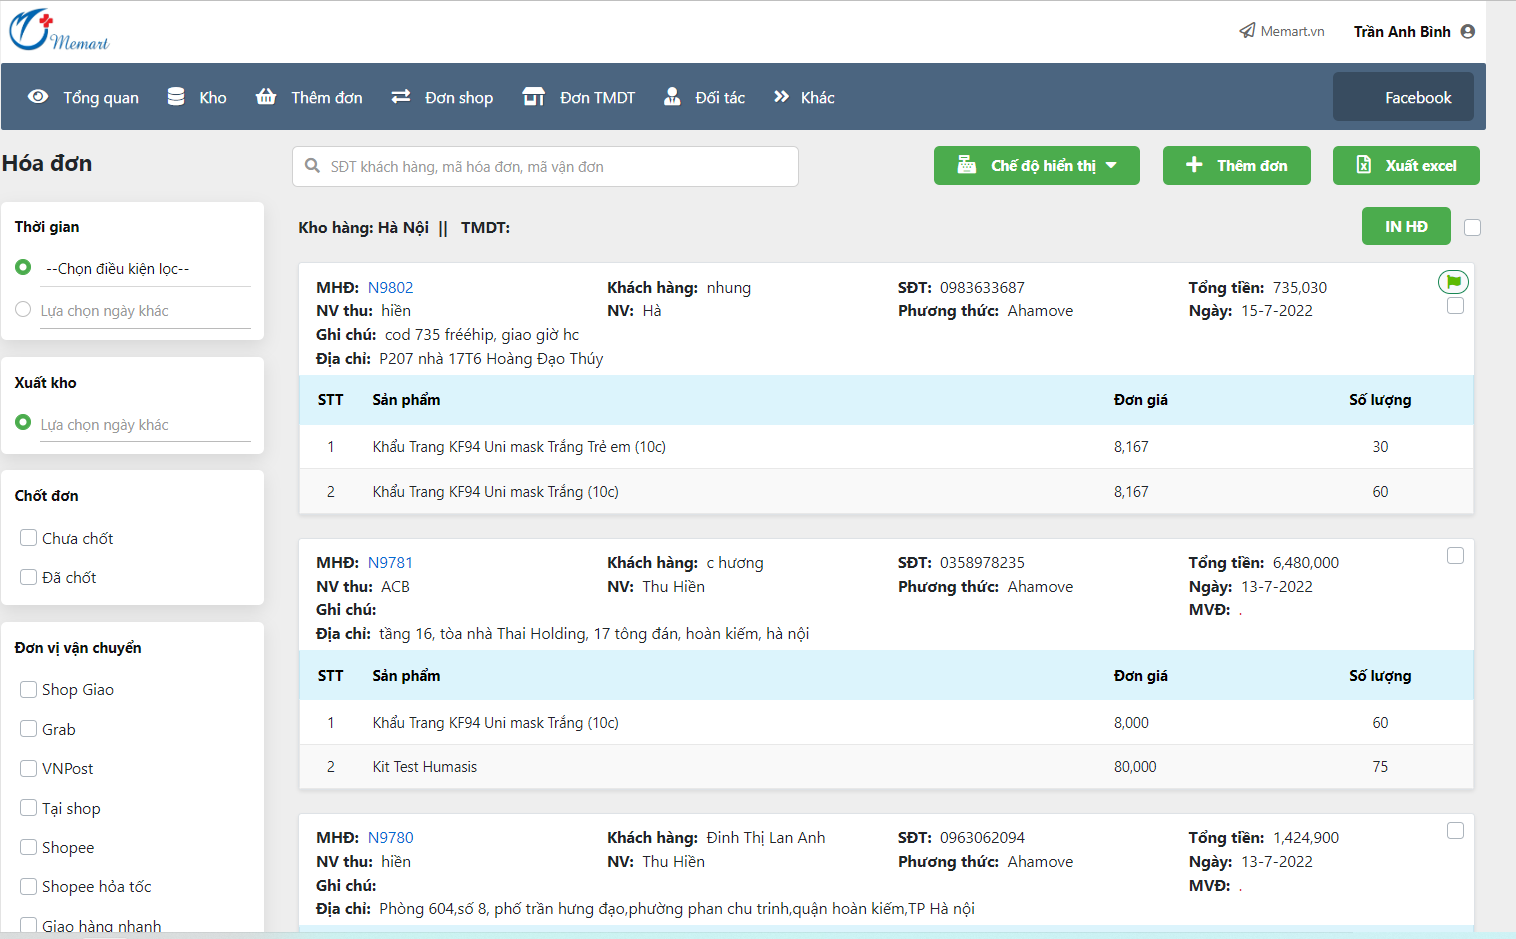 Memart
Memart.vn Trần Anh Bình
Tổng quan Kho Thêm đơn Đơn shop Đơn TMDT Đối tác Khác Facebook
Hóa đơn
SĐT khách hàng, mã hóa đơn, mã vận đơn
Chế độ hiển thị Thêm đơn Xuất excel
Thời gian
--Chọn điều kiện lọc--
Lựa chọn ngày khác
Xuất kho
Lựa chọn ngày khác
Chốt đơn
Chưa chốt
Đã chốt
Đơn vị vận chuyển
Shop Giao
Grab
VNPost
Tại shop
Shopee
Shopee hỏa tốc
Giao hàng nhanh
Kho hàng: Hà Nội || TMDT:
IN HĐ
MHĐ: N9802 Khách hàng: nhung SĐT: 0983633687 Tổng tiền: 735,030
NV thu: hiền NV: Hà Phương thức: Ahamove Ngày: 15-7-2022
Ghi chú: cod 735 frééhip, giao giờ hc
Địa chỉ: P207 nhà 17T6 Hoàng Đạo Thúy
STT Sản phẩm Đơn giá Số lượng
1 Khẩu Trang KF94 Uni mask Trắng Trẻ em (10c) 8,167 30
2 Khẩu Trang KF94 Uni mask Trắng (10c) 8,167 60
MHĐ: N9781 Khách hàng: c hương SĐT: 0358978235 Tổng tiền: 6,480,000
NV thu: ACB NV: Thu Hiền Phương thức: Ahamove Ngày: 13-7-2022
Ghi chú: MVĐ: .
Địa chỉ: tầng 16, tòa nhà Thai Holding, 17 tông đán, hoàn kiếm, hà nội
STT Sản phẩm Đơn giá Số lượng
1 Khẩu Trang KF94 Uni mask Trắng (10c) 8,000 60
2 Kit Test Humasis 80,000 75
MHĐ: N9780 Khách hàng: Đinh Thị Lan Anh SĐT: 0963062094 Tổng tiền: 1,424,900
NV thu: hiền NV: Thu Hiền Phương thức: Ahamove Ngày: 13-7-2022
Ghi chú: MVĐ: .
Địa chỉ: Phòng 604,số 8, phố trần hưng đạo,phường phan chu trinh,quận hoàn kiếm,TP Hà nội